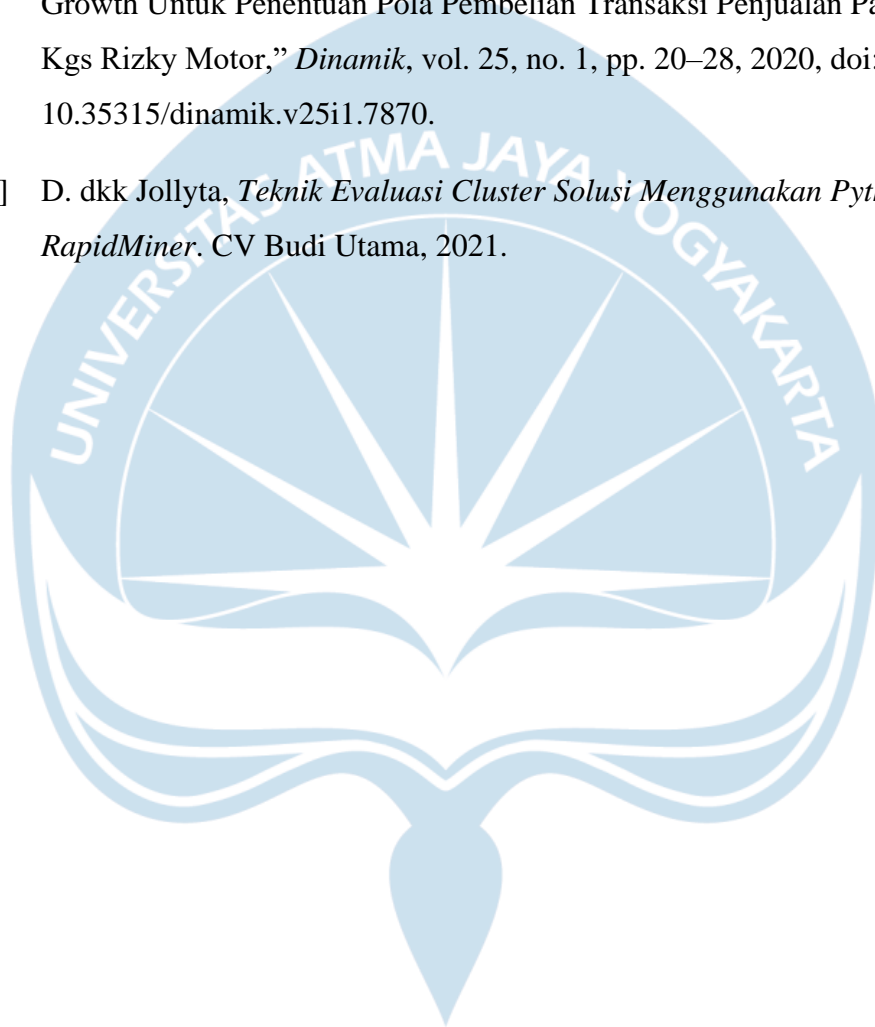 Growth Untuk Penentuan Pola Pembelian Transaksi Penjualan
Kgs Rizky Motor,” Dinamik, vol. 25, no. 1, pp. 20–28, 2020, doi:
10.35315/dinamik.v25i1.7870.
] D. dkk Jollyta, Teknik Evaluasi Cluster Solusi Menggunakan
RapidMiner. CV Budi Utama, 2021.
UNIVERSITAS ATMA JAYA YOGYAKARTA